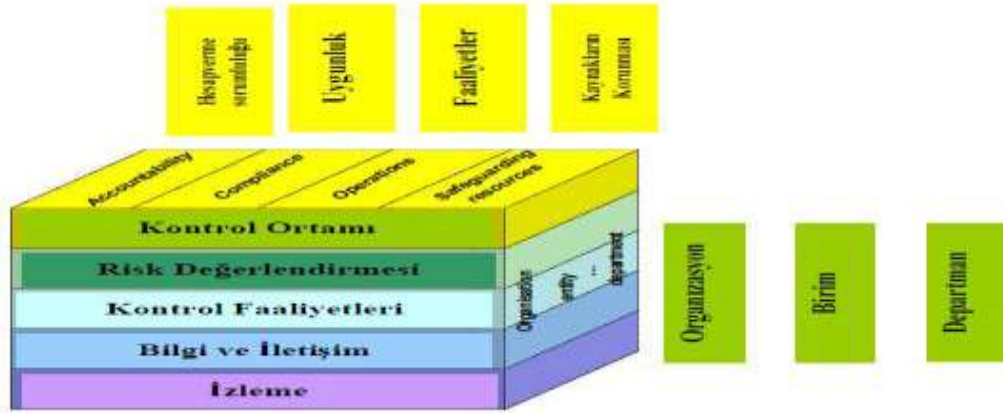 Hesapverme
sorumluluğu
Uygunluk
Faaliyetler
Kaynakların
Korunması
Accountability
Compliance
Operations
Safeguarding
resources
Kontrol Ortamı
Risk Değerlendirmesi
Kontrol Faaliyetleri
Bilgi ve İletişim
İzleme
Organisation
entity
...
department
Organizasyon
Birim
Departman